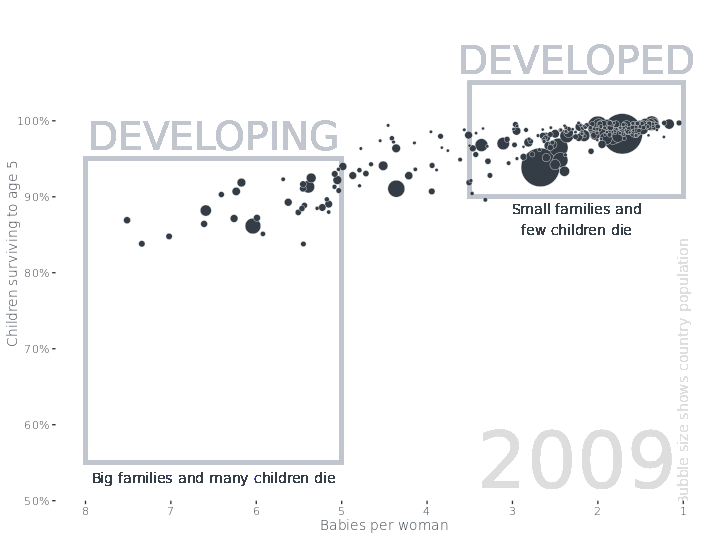 DEVELOPED
DEVELOPING
100%
90%
80%
70%
60%
50%
Children surviving to age 5
Small families and
few children die
Big families and many children die
Bubble size shows country population
2009
8 7 6 5 4 3 2 1
Babies per woman